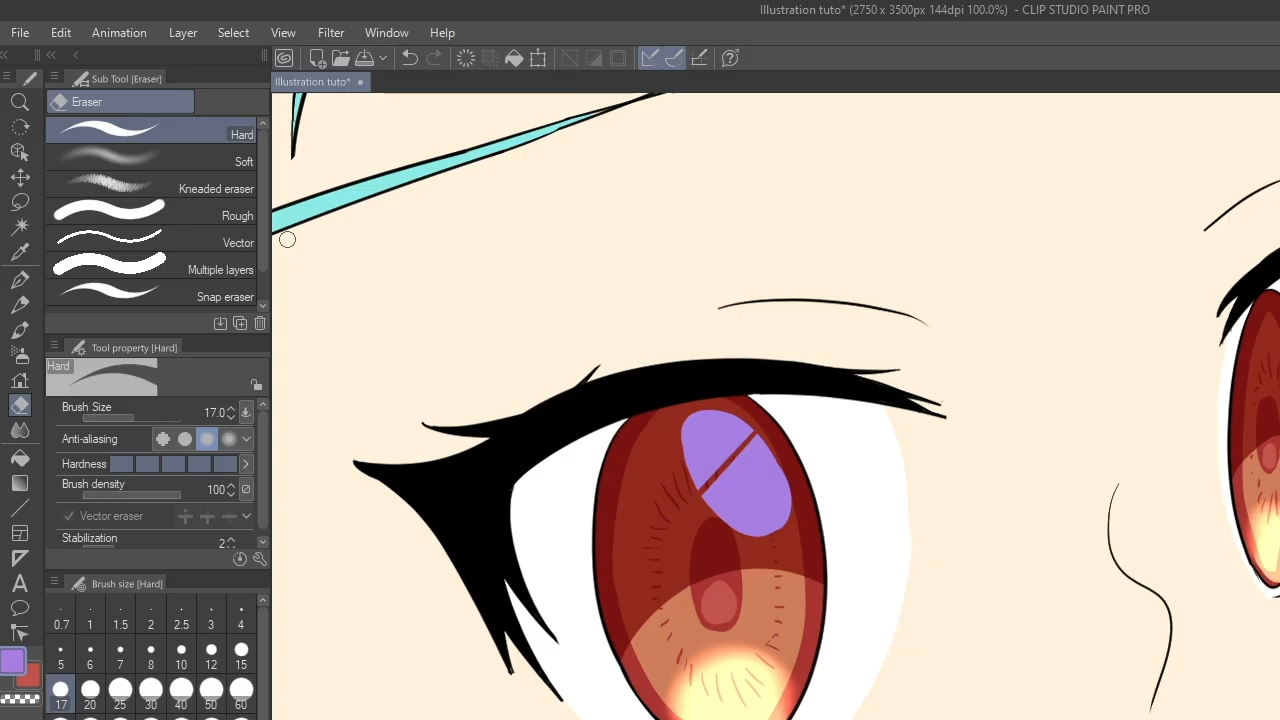 Illustration tuto* (2750 x 3500px 144dpi 100.0%) - CLIP STUDIO PAINT PRO
File Edit Animation Layer Select View Filter Window Help
Sub Tool [Eraser]
Illustration tuto*
Eraser
Hard
Soft
Kneaded eraser
Rough
Vector
Multiple layers
Snap eraser
Tool property [Hard]
Hard
Brush Size 17.0
Anti-aliasing
Hardness
Brush density 100
Vector eraser
Stabilization 2
Brush size [Hard]
0.7 1 1.5 2 2.5 3 4
5 6 7 8 10 12 15
17 20 25 30 40 50 60